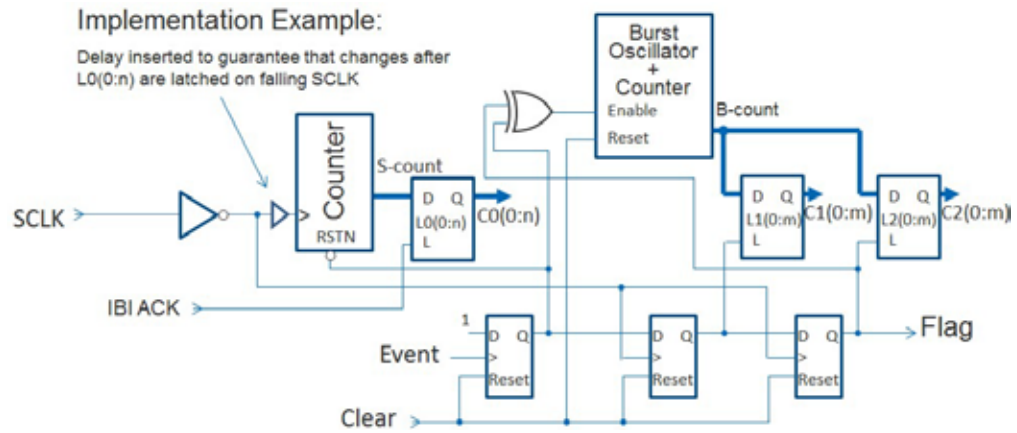 Implementation Example:
Delay inserted to guarantee that changes after
L0(0:n) are latched on falling SCLK
Burst
Oscillator
+
Counter
Enable
Reset
B-count
Counter
RSTN
S-count
D Q
L0(0:n)
L
C0(0:n)
D Q
L1(0:m)
L
C1(0:m)
D Q
L2(0:m)
L
C2(0:m)
SCLK
IBI ACK
1
D Q
>
Reset
D Q
>
Reset
D Q
>
Reset
Event
Flag
Clear